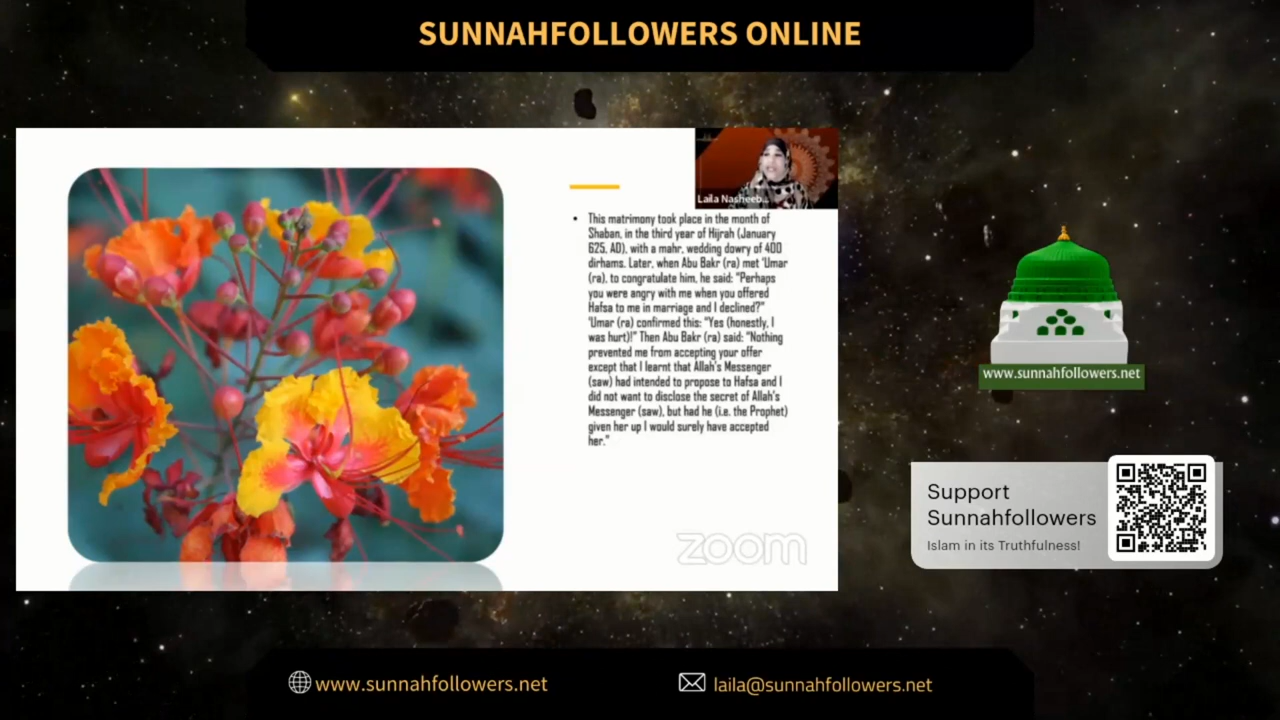 SUNNAHFOLLOWERS ONLINE
Laila Nasheeb...
• This matrimony took place in the month of
Shaban, in the third year of Hijrah (January
625, AD), with a mahr, wedding dowry of 400
dirhams. Later, when Abu Bakr (ra) met ‘Umar
(ra), to congratulate him, he said: “Perhaps
you were angry with me when you offered
Hafsa to me in marriage and I declined?”
‘Umar (ra) confirmed this: “Yes (honestly, I
was hurt)!” Then Abu Bakr (ra) said: “Nothing
prevented me from accepting your offer
except that I learnt that Allah’s Messenger
(saw) had intended to propose to Hafsa and I
did not want to disclose the secret of Allah’s
Messenger (saw), but had he (i.e. the Prophet)
given her up I would surely have accepted
her.”
zoom
www.sunnahfollowers.net
Support
Sunnahfollowers
Islam in its Truthfulness!
www.sunnahfollowers.net
laila@sunnahfollowers.net